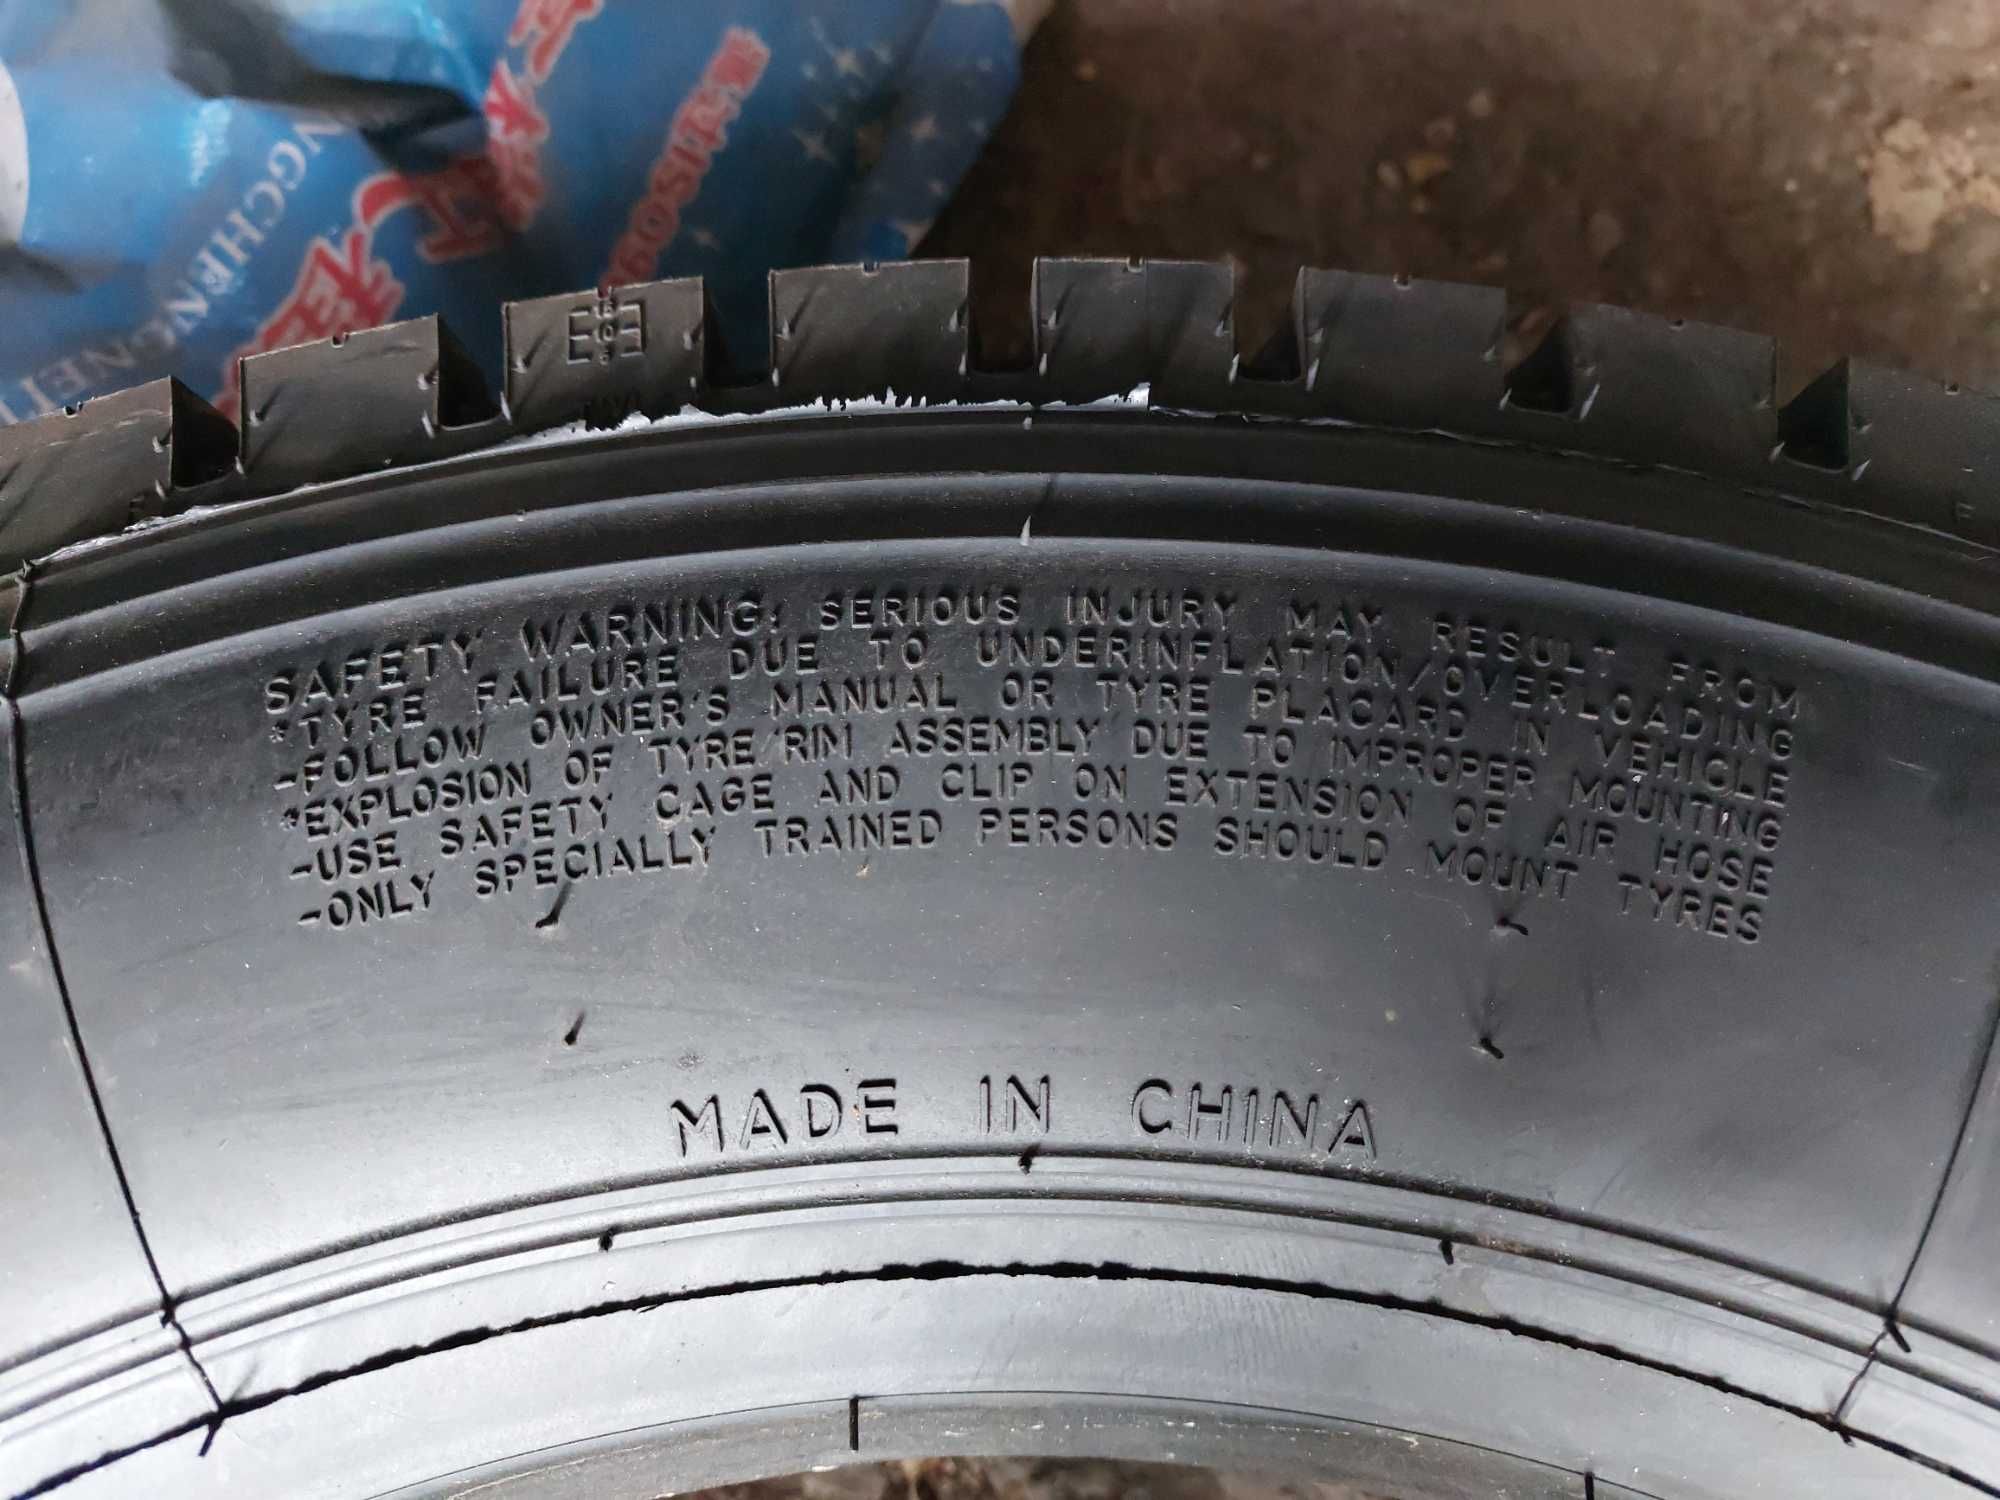 SAFETY WARNING: SERIOUS INJURY MAY RESULT FROM
*TYRE FAILURE DUE TO UNDERINFLATION/OVERLOADING
-FOLLOW OWNER'S MANUAL OR TYRE PLACARD IN VEHICLE
*EXPLOSION OF TYRE/RIM ASSEMBLY DUE TO IMPROPER MOUNTING
-USE SAFETY CAGE AND CLIP ON EXTENSION OF AIR HOSE
-ONLY SPECIALLY TRAINED PERSONS SHOULD MOUNT TYRES
MADE IN CHINA